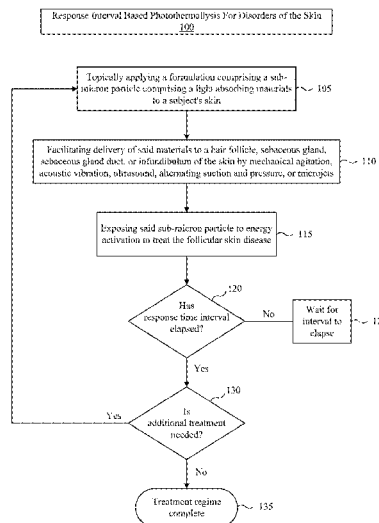 Response Interval Based Photothermolysis For Disorders of the Skin
100
Topically applying a formulation comprising a sub-
micron particle comprising a light absorbing materials
to a subject's skin
105
Facilitating delivery of said materials to a hair follicle, sebaceous gland,
sebaceous gland duct, or infundibulum of the skin by mechanical agitation,
acoustic vibration, ultrasound, alternating suction and pressure, or microjets
110
Exposing said sub-micron particle to energy
activation to treat the follicular skin disease
115
120
Has
response time interval
elapsed?
No
Wait for
interval to
elapse
12
Yes
130
Is
additional treatment
needed?
Yes
No
Treatment regime
complete
135